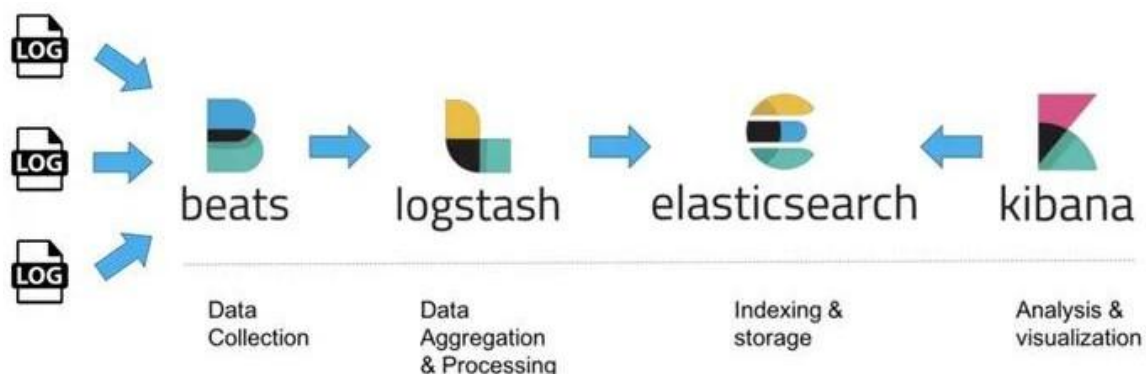 LOG
LOG
LOG
beats
logstash
elasticsearch
kibana
Data
Collection
Data
Aggregation
& Processing
Indexing &
storage
Analysis &
visualization